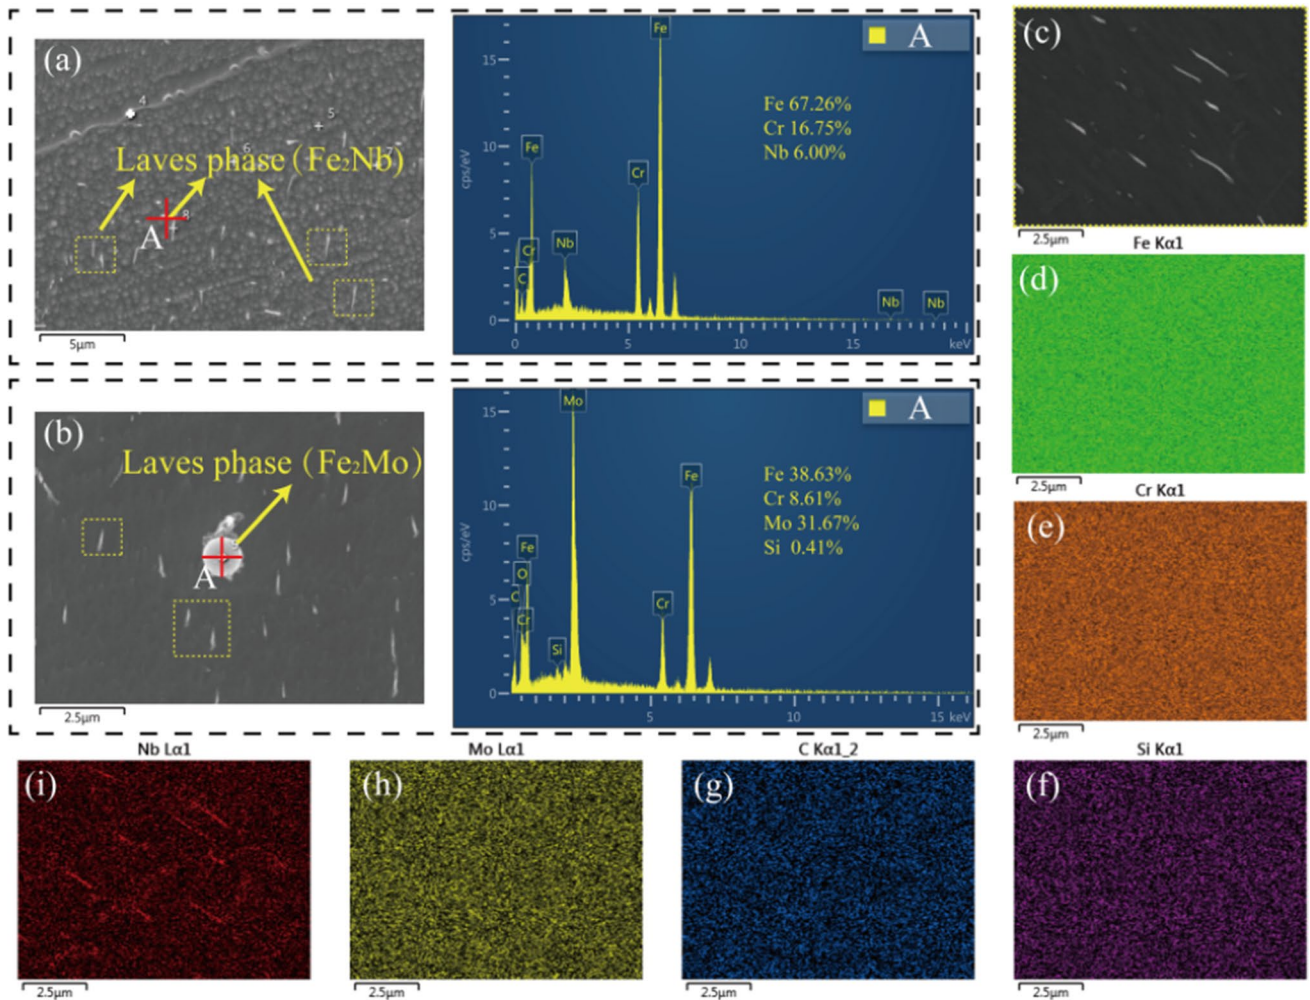 (a)
4
5
6
7
Laves phase (Fe₂Nb)
8
A
5μm
A
Fe 67.26%
Cr 16.75%
Nb 6.00%
cps/eV
15
10
5
0
Fe
Fe
Cr
Cr
C
Nb
Nb
Nb
0
5
10
15
keV
(b)
Laves phase (Fe₂Mo)
A
2.5μm
A
Fe 38.63%
Cr 8.61%
Mo 31.67%
Si 0.41%
cps/eV
15
10
5
0
Mo
Fe
Fe
O
C
Cr
Si
Cr
5
10
15 keV
(c)
2.5μm
Fe Kα1
(d)
2.5μm
Cr Kα1
(e)
2.5μm
Nb Lα1
Mo Lα1
C Kα1_2
Si Kα1
(i)
(h)
(g)
(f)
2.5μm
2.5μm
2.5μm
2.5μm